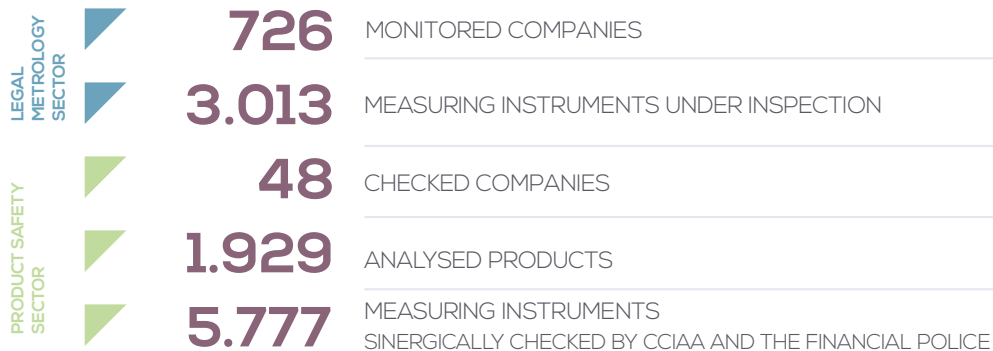 LEGAL
METROLOGY
SECTOR
726 MONITORED COMPANIES
3.013 MEASURING INSTRUMENTS UNDER INSPECTION
PRODUCT SAFETY
SECTOR
48 CHECKED COMPANIES
1.929 ANALYSED PRODUCTS
5.777 MEASURING INSTRUMENTS
SINERGICALLY CHECKED BY CCIAA AND THE FINANCIAL POLICE